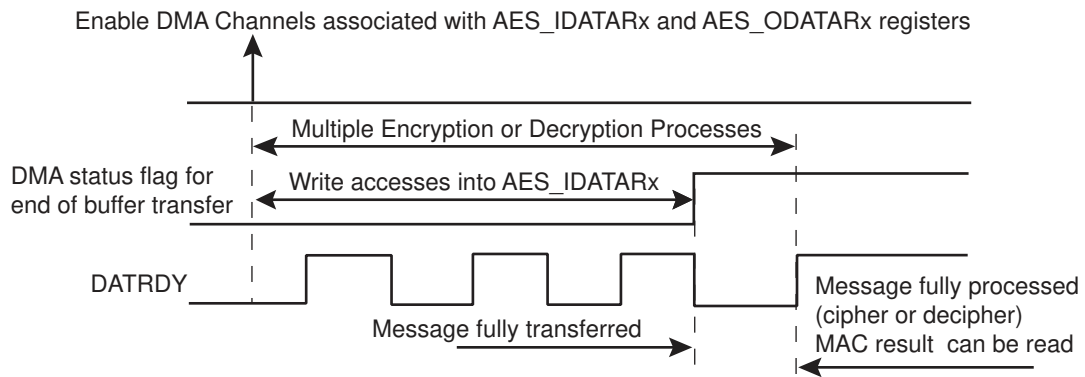 Enable DMA Channels associated with AES_IDATARx and AES_ODATARx registers
Multiple Encryption or Decryption Processes
DMA status flag for
end of buffer transfer
Write accesses into AES_IDATARx
DATRDY
Message fully transferred
Message fully processed
(cipher or decipher)
MAC result can be read